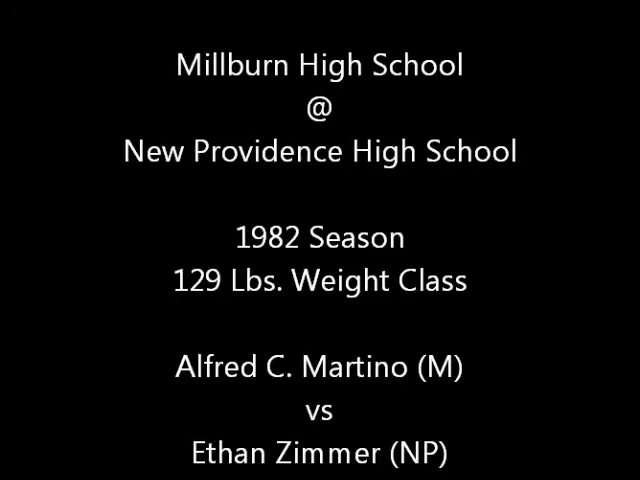 Millburn High School
@
New Providence High School
1982 Season
129 Lbs. Weight Class
Alfred C. Martino (M)
vs
Ethan Zimmer (NP)